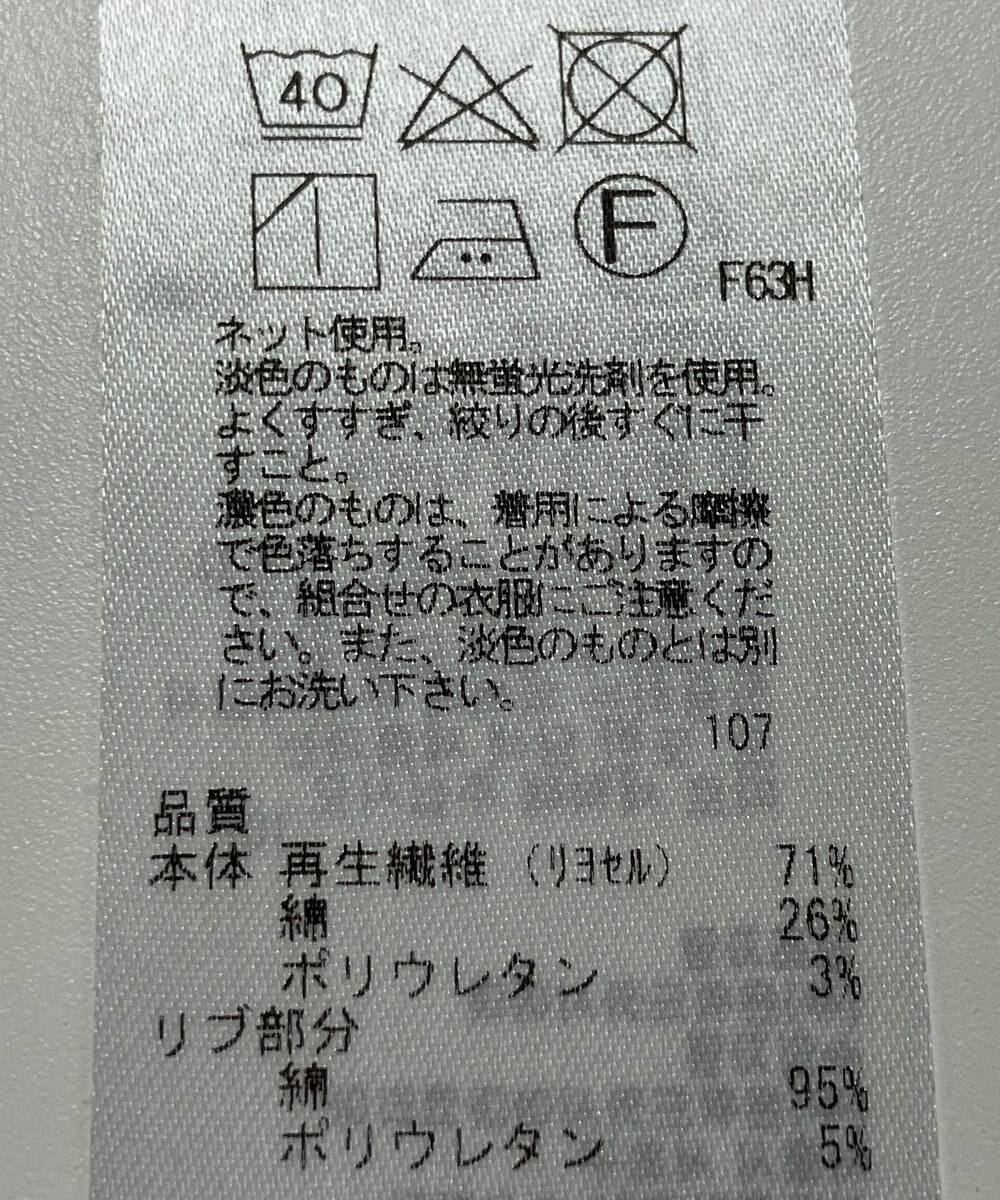 40
F
F63H
ネット使用。
淡色のものは無蛍光洗剤を使用。
よくすすぎ、絞りの後すぐに干
すこと。
濃色のものは、着用による摩擦
で色落ちすることがありますの
で、組合せの衣服にご注意くだ
さい。また、淡色のものとは別
にお洗い下さい。
107
品質
本体 再生繊維 (リヨセル) 71%
綿 26%
ポリウレタン 3%
リブ部分
綿 95%
ポリウレタン 5%